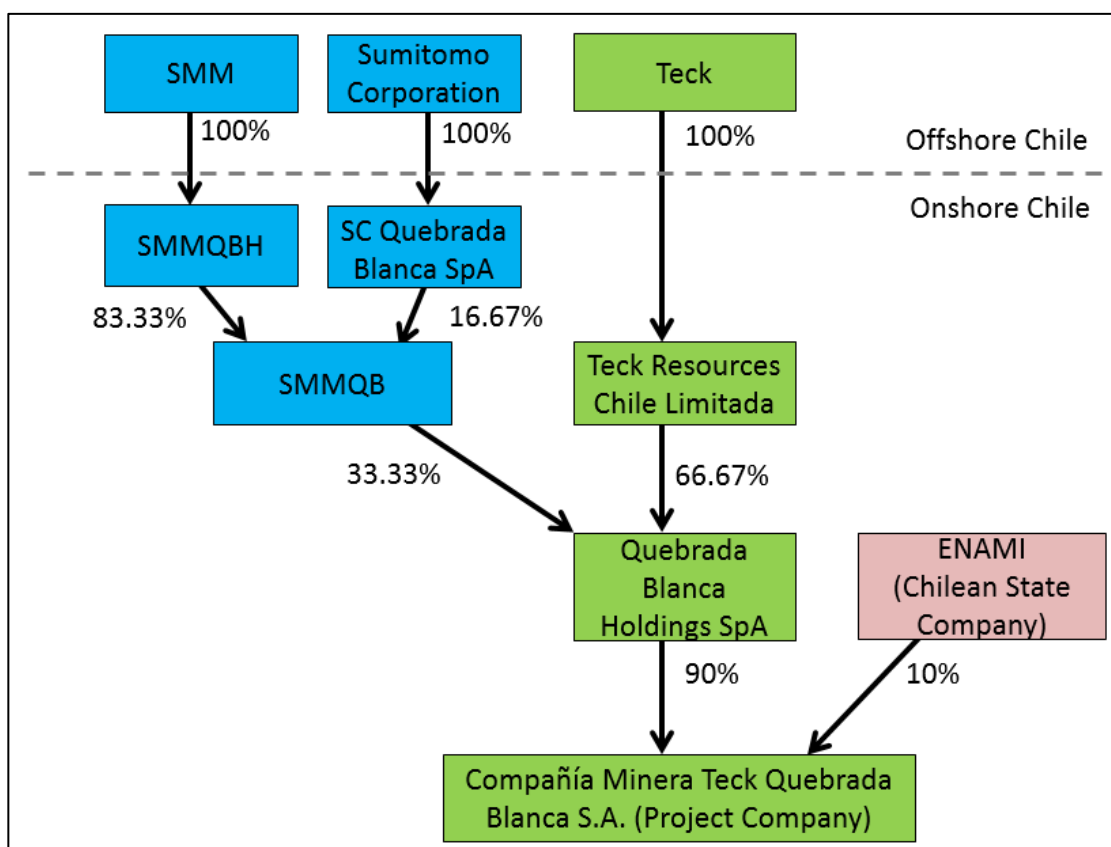 SMM
Sumitomo
Corporation
Teck
100%
100%
100%
Offshore Chile
Onshore Chile
SMMQBH
SC Quebrada
Blanca SpA
83.33%
16.67%
SMMQB
Teck Resources
Chile Limitada
33.33%
66.67%
Quebrada
Blanca
Holdings SpA
ENAMI
(Chilean State
Company)
90%
10%
Compañía Minera Teck Quebrada
Blanca S.A. (Project Company)